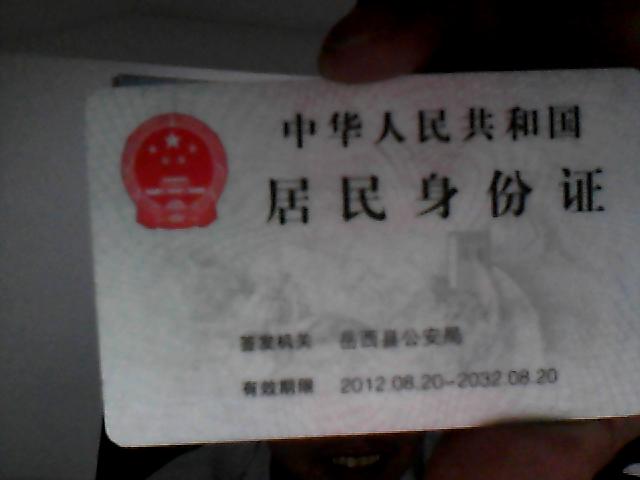 中华人民共和国
居民身份证
签发机关 岳西县公安局
有效期限 2012.08.20-2032.08.20